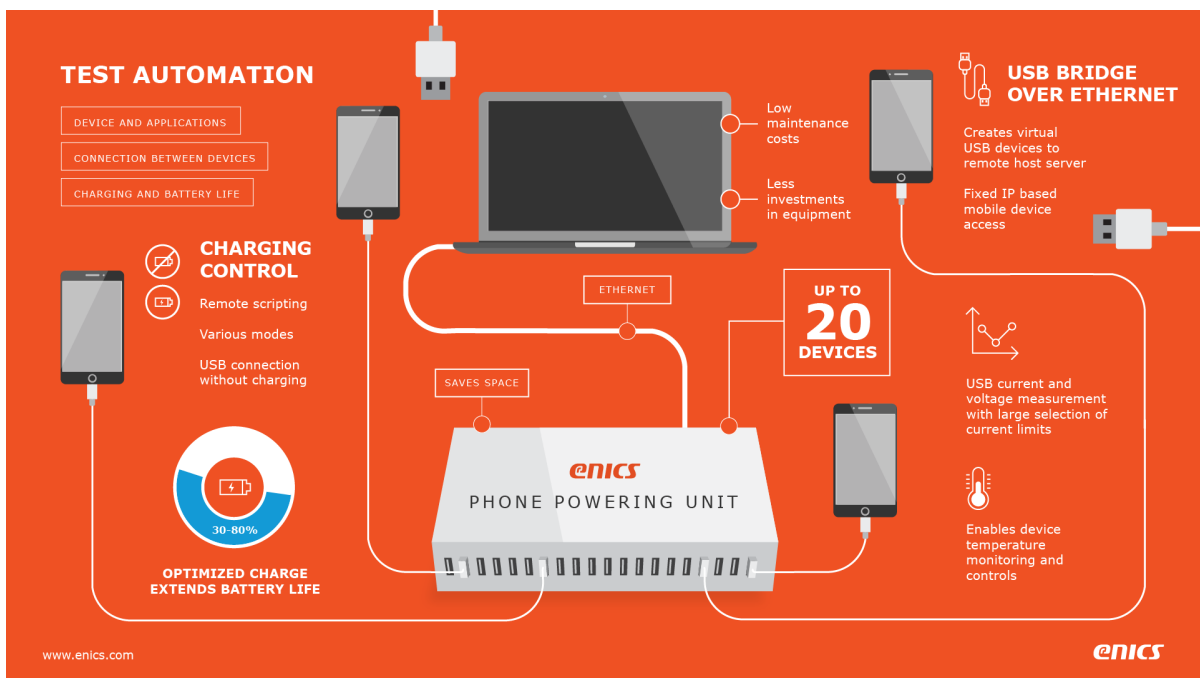 TEST AUTOMATION
DEVICE AND APPLICATIONS
CONNECTION BETWEEN DEVICES
CHARGING AND BATTERY LIFE
CHARGING
CONTROL
Remote scripting
Various modes
USB connection
without charging
30-80%
OPTIMIZED CHARGE
EXTENDS BATTERY LIFE
Low
maintenance
costs
Less
investments
in equipment
ETHERNET
SAVES SPACE
UP TO
20
DEVICES
enics
PHONE POWERING UNIT
USB BRIDGE
OVER ETHERNET
Creates virtual
USB devices to
remote host server
Fixed IP based
mobile device
access
USB current and
voltage measurement
with large selection of
current limits
Enables device
temperature
monitoring and
controls
www.enics.com
enics